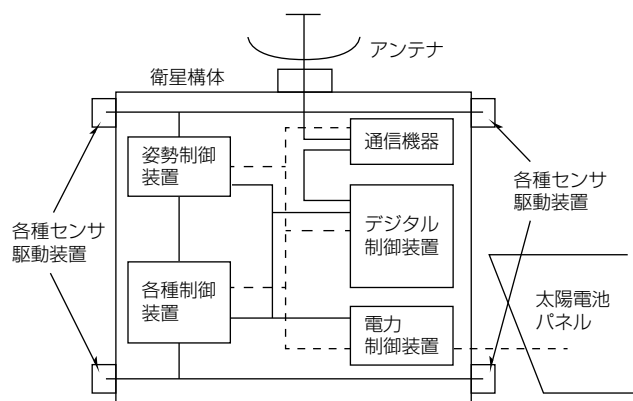 アンテナ
衛星構体
通信機器
姿勢制御
装置
各種センサ
駆動装置
各種センサ
駆動装置
デジタル
制御装置
各種制御
装置
太陽電池
パネル
電力
制御装置